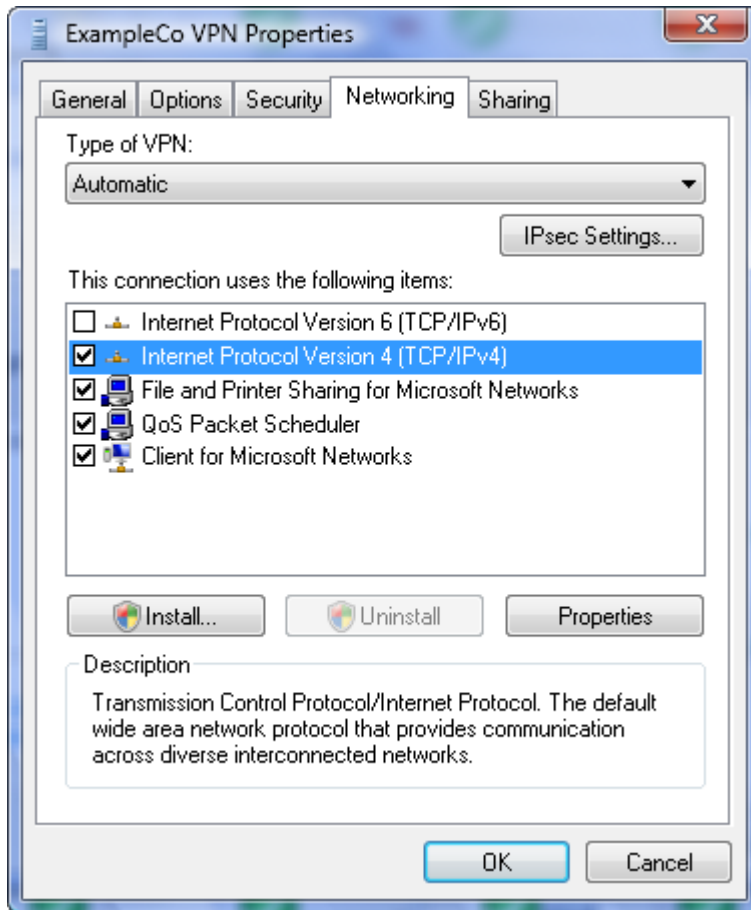 ExampleCo VPN Properties
General Options Security Networking Sharing
Type of VPN:
Automatic
IPsec Settings...
This connection uses the following items:
Internet Protocol Version 6 (TCP/IPv6)
Internet Protocol Version 4 (TCP/IPv4)
File and Printer Sharing for Microsoft Networks
QoS Packet Scheduler
Client for Microsoft Networks
Install... Uninstall Properties
Description
Transmission Control Protocol/Internet Protocol. The default
wide area network protocol that provides communication
across diverse interconnected networks.
OK Cancel